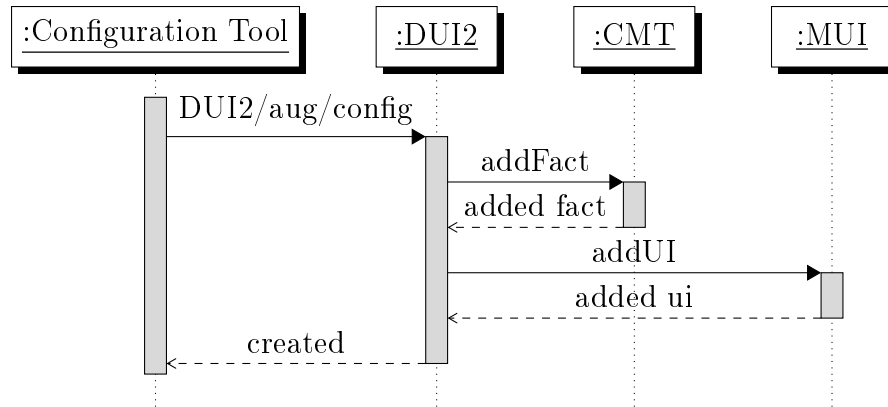 :Configuration Tool
:DUI2
:CMT
:MUI
DUI2/aug/config
addFact
added fact
addUI
added ui
created